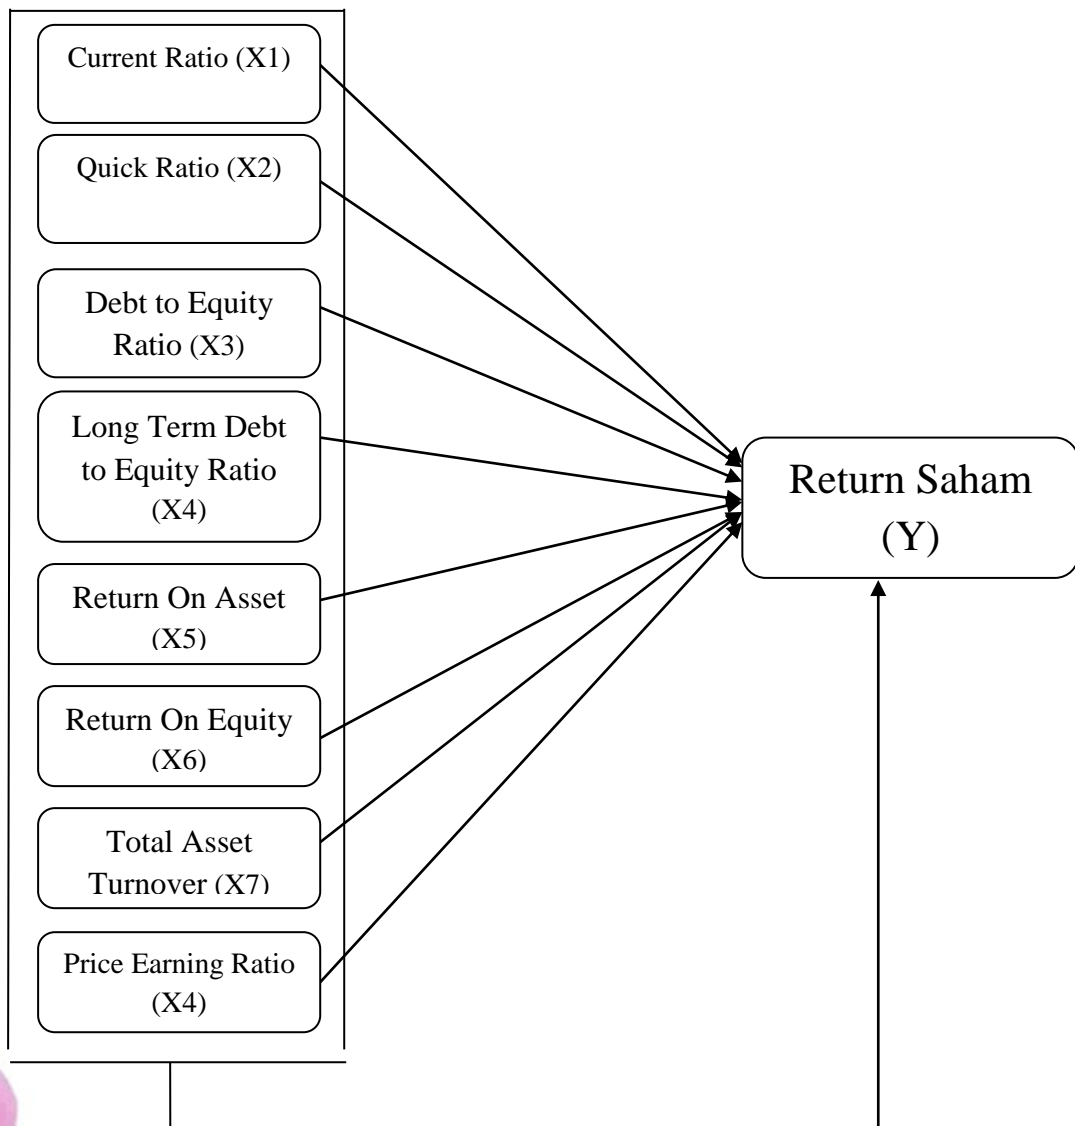 Current Ratio (X1)
Quick Ratio (X2)
Debt to Equity
Ratio (X3)
Long Term Debt
to Equity Ratio
(X4)
Return On Asset
(X5)
Return On Equity
(X6)
Total Asset
Turnover (X7)
Price Earning Ratio
(X4)
Return Saham
(Y)